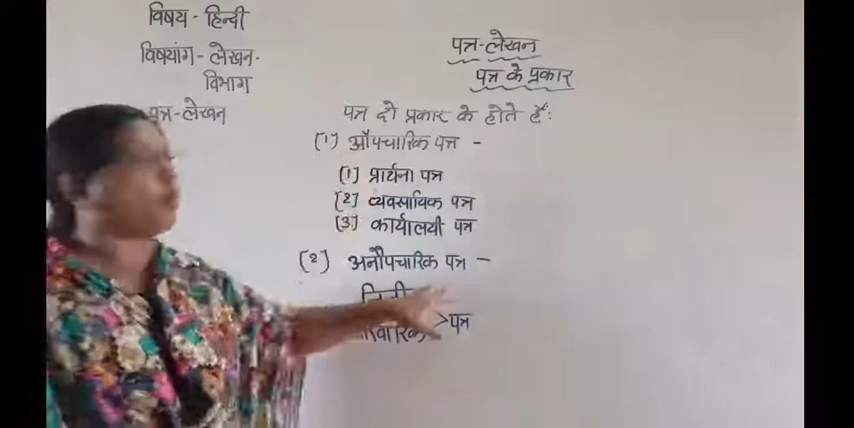 विषय - हिन्दी
विषयांग - लेखन-
विभाग
पत्र-लेखन
पत्र-लेखन
पत्र के प्रकार
पत्र दो प्रकार के होते हैं:
(1) औपचारिक पत्र -
(1) प्रार्थना पत्र
(2) व्यवसायिक पत्र
(3) कार्यालयी पत्र
(2) अनौपचारिक पत्र -
> पत्र